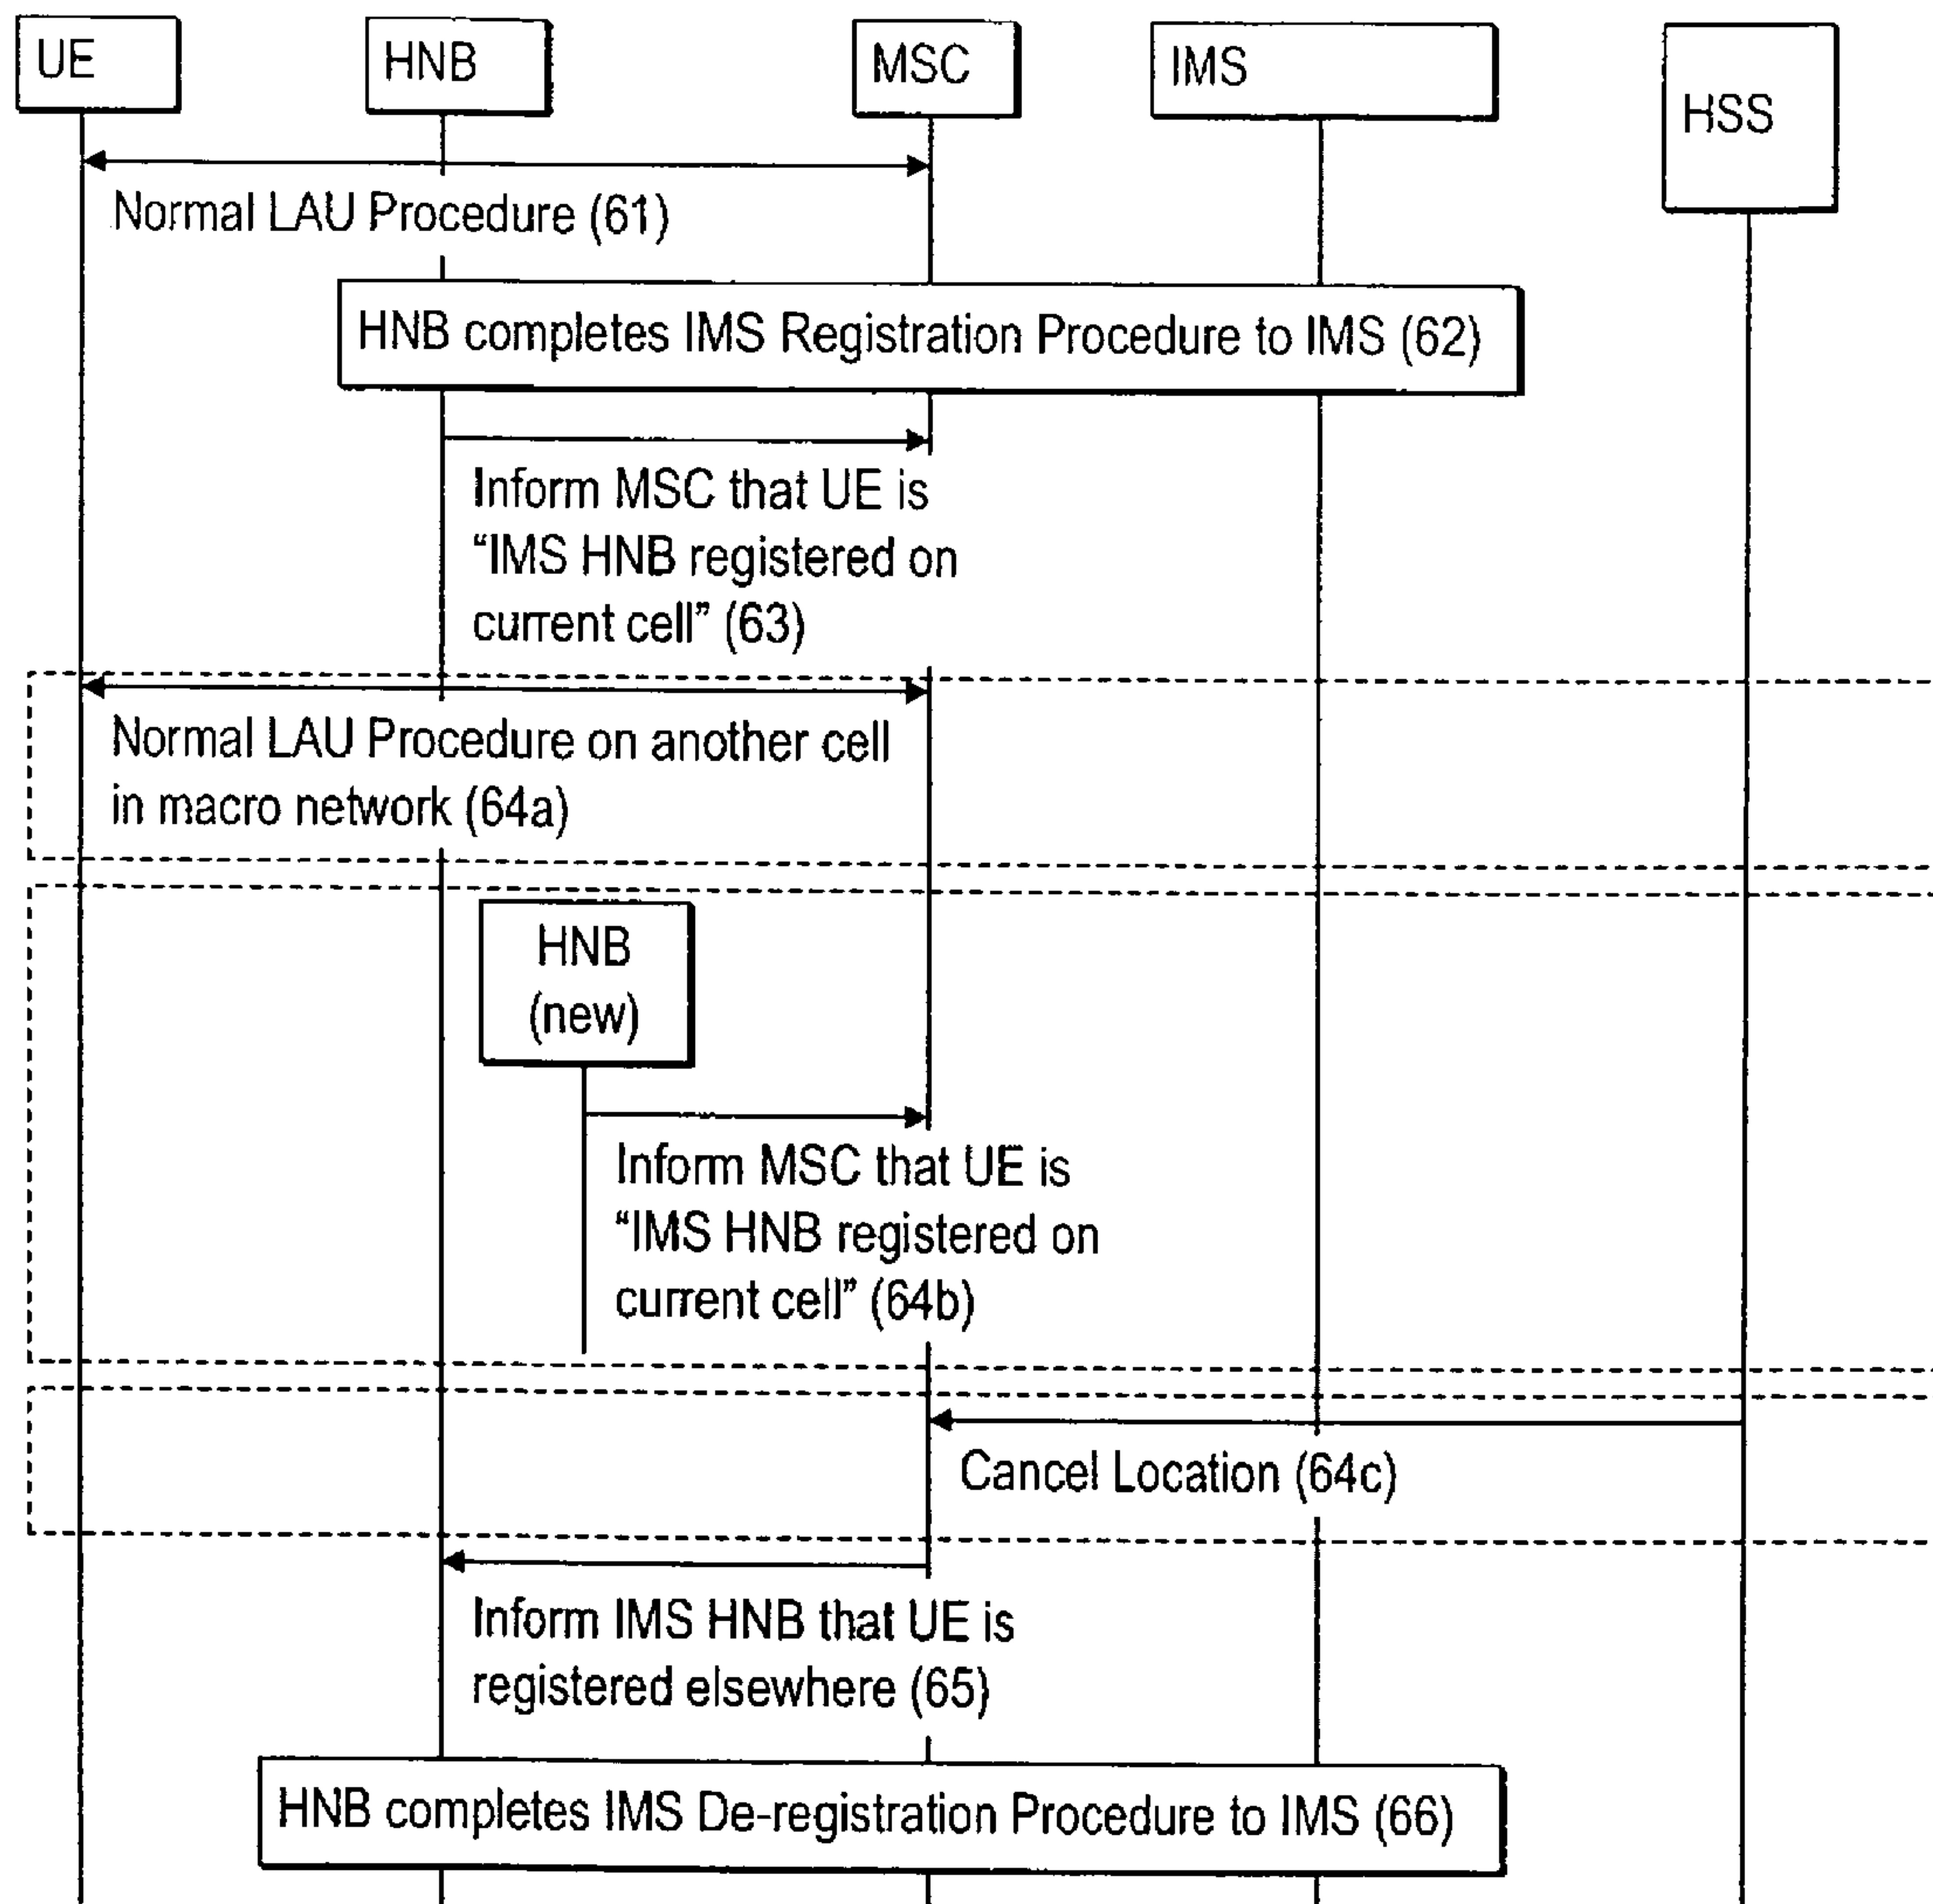 UE
HNB
MSC
IMS
HSS
Normal LAU Procedure (61)
HNB completes IMS Registration Procedure to IMS (62)
Inform MSC that UE is
“IMS HNB registered on
current cell” (63)
Normal LAU Procedure on another cell
in macro network (64a)
HNB
(new)
Inform MSC that UE is
“IMS HNB registered on
current cell” (64b)
Cancel Location (64c)
Inform IMS HNB that UE is
registered elsewhere (65)
HNB completes IMS De-registration Procedure to IMS (66)